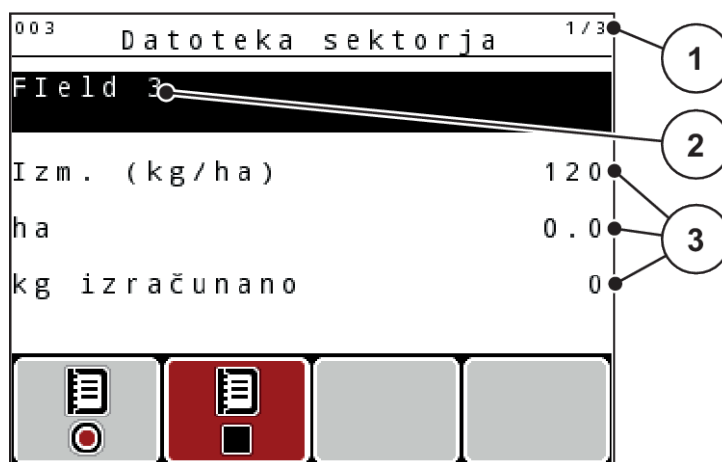 003 Datoteka sektorja 1/3
1
FIeld 3
2
Izm. (kg/ha) 120
ha 0.0
3
kg izračunano 0